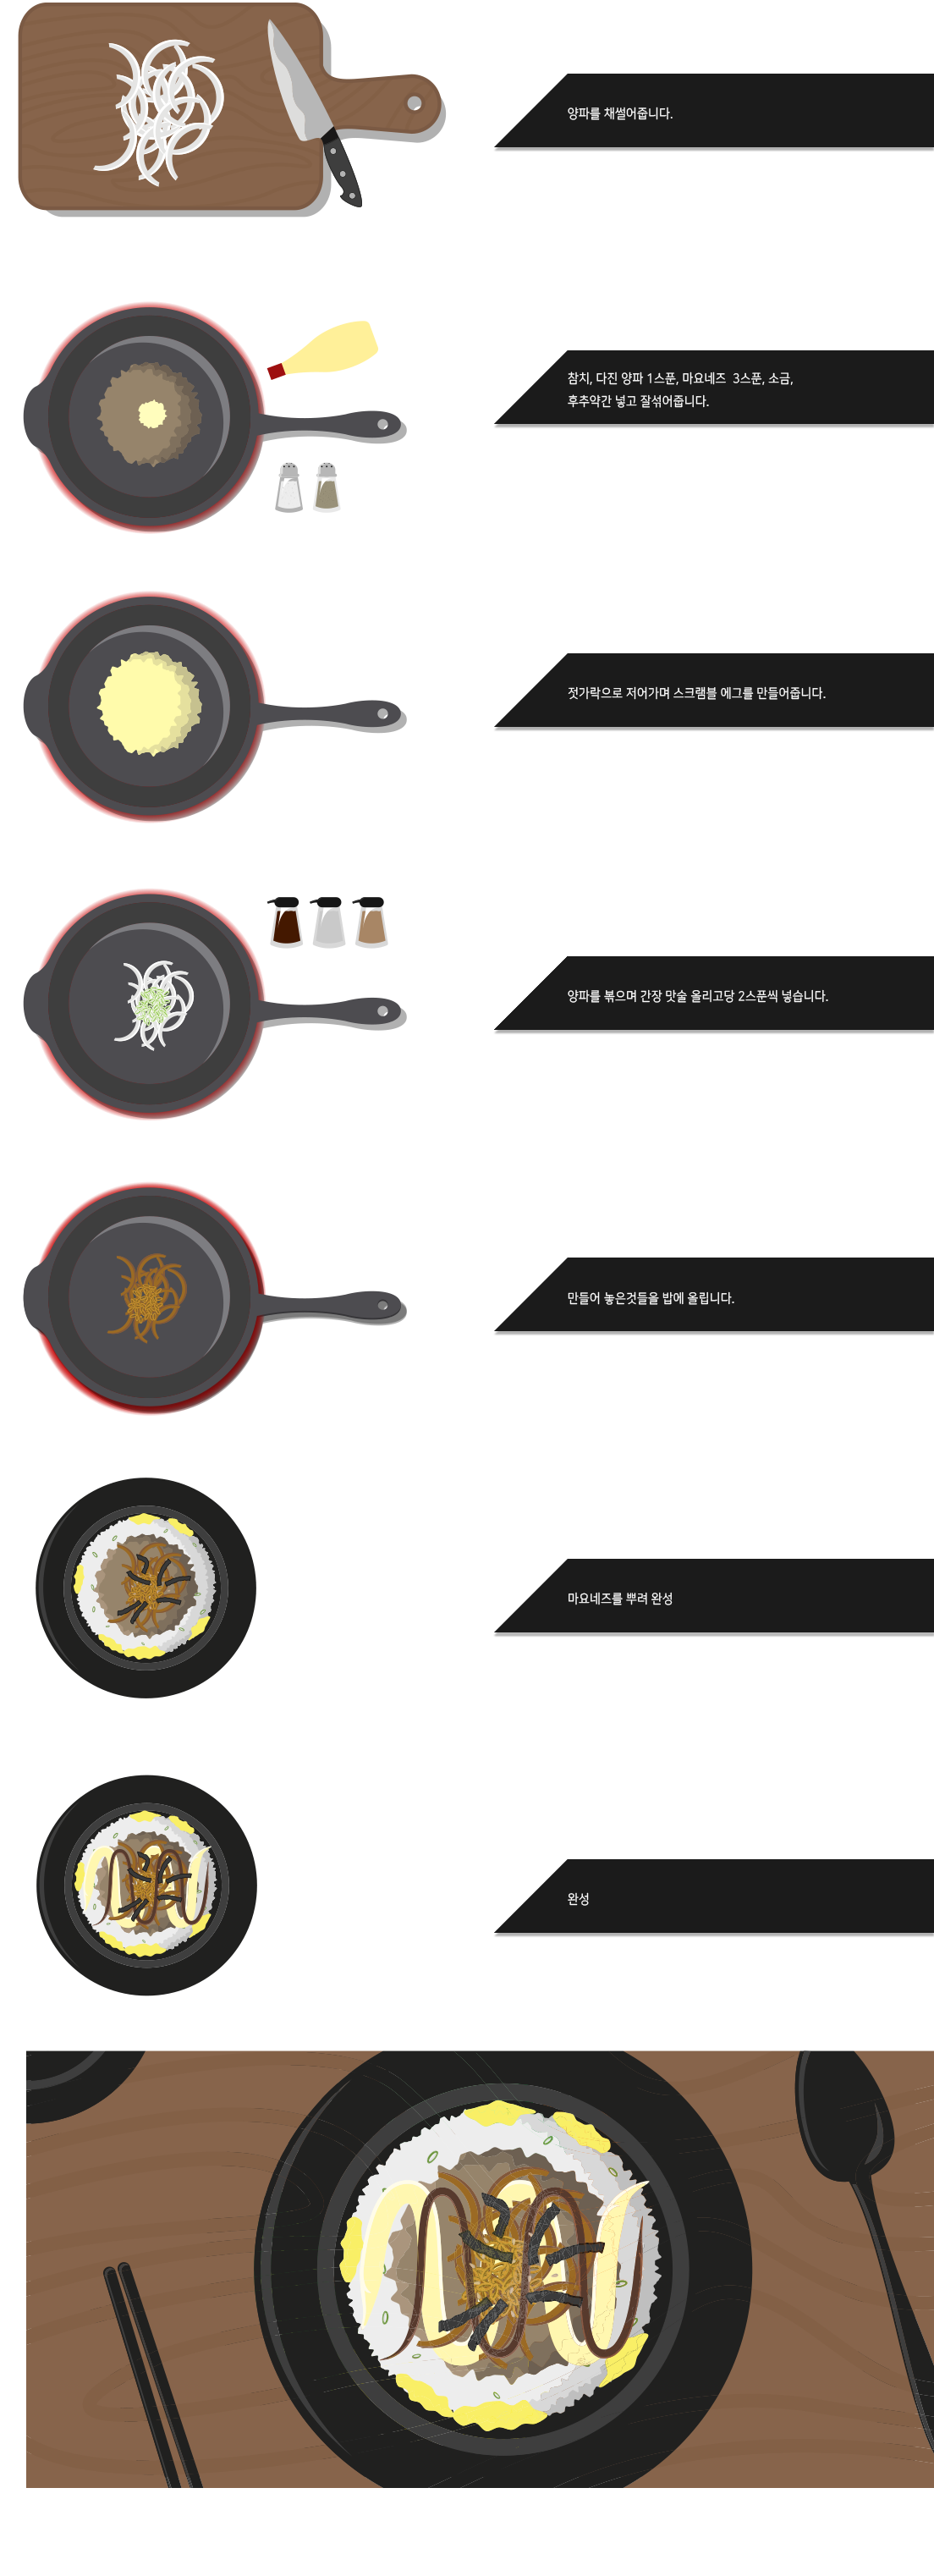 양파를 채썰어줍니다.
참치, 다진 양파 1스푼, 마요네즈 3스푼, 소금,
후추약간 넣고 잘섞어줍니다.
젓가락으로 저어가며 스크램블 에그를 만들어줍니다.
양파를 볶으며 간장 맛술 올리고당 2스푼씩 넣습니다.
만들어 놓은것들을 밥에 올립니다.
마요네즈를 뿌려 완성
완성